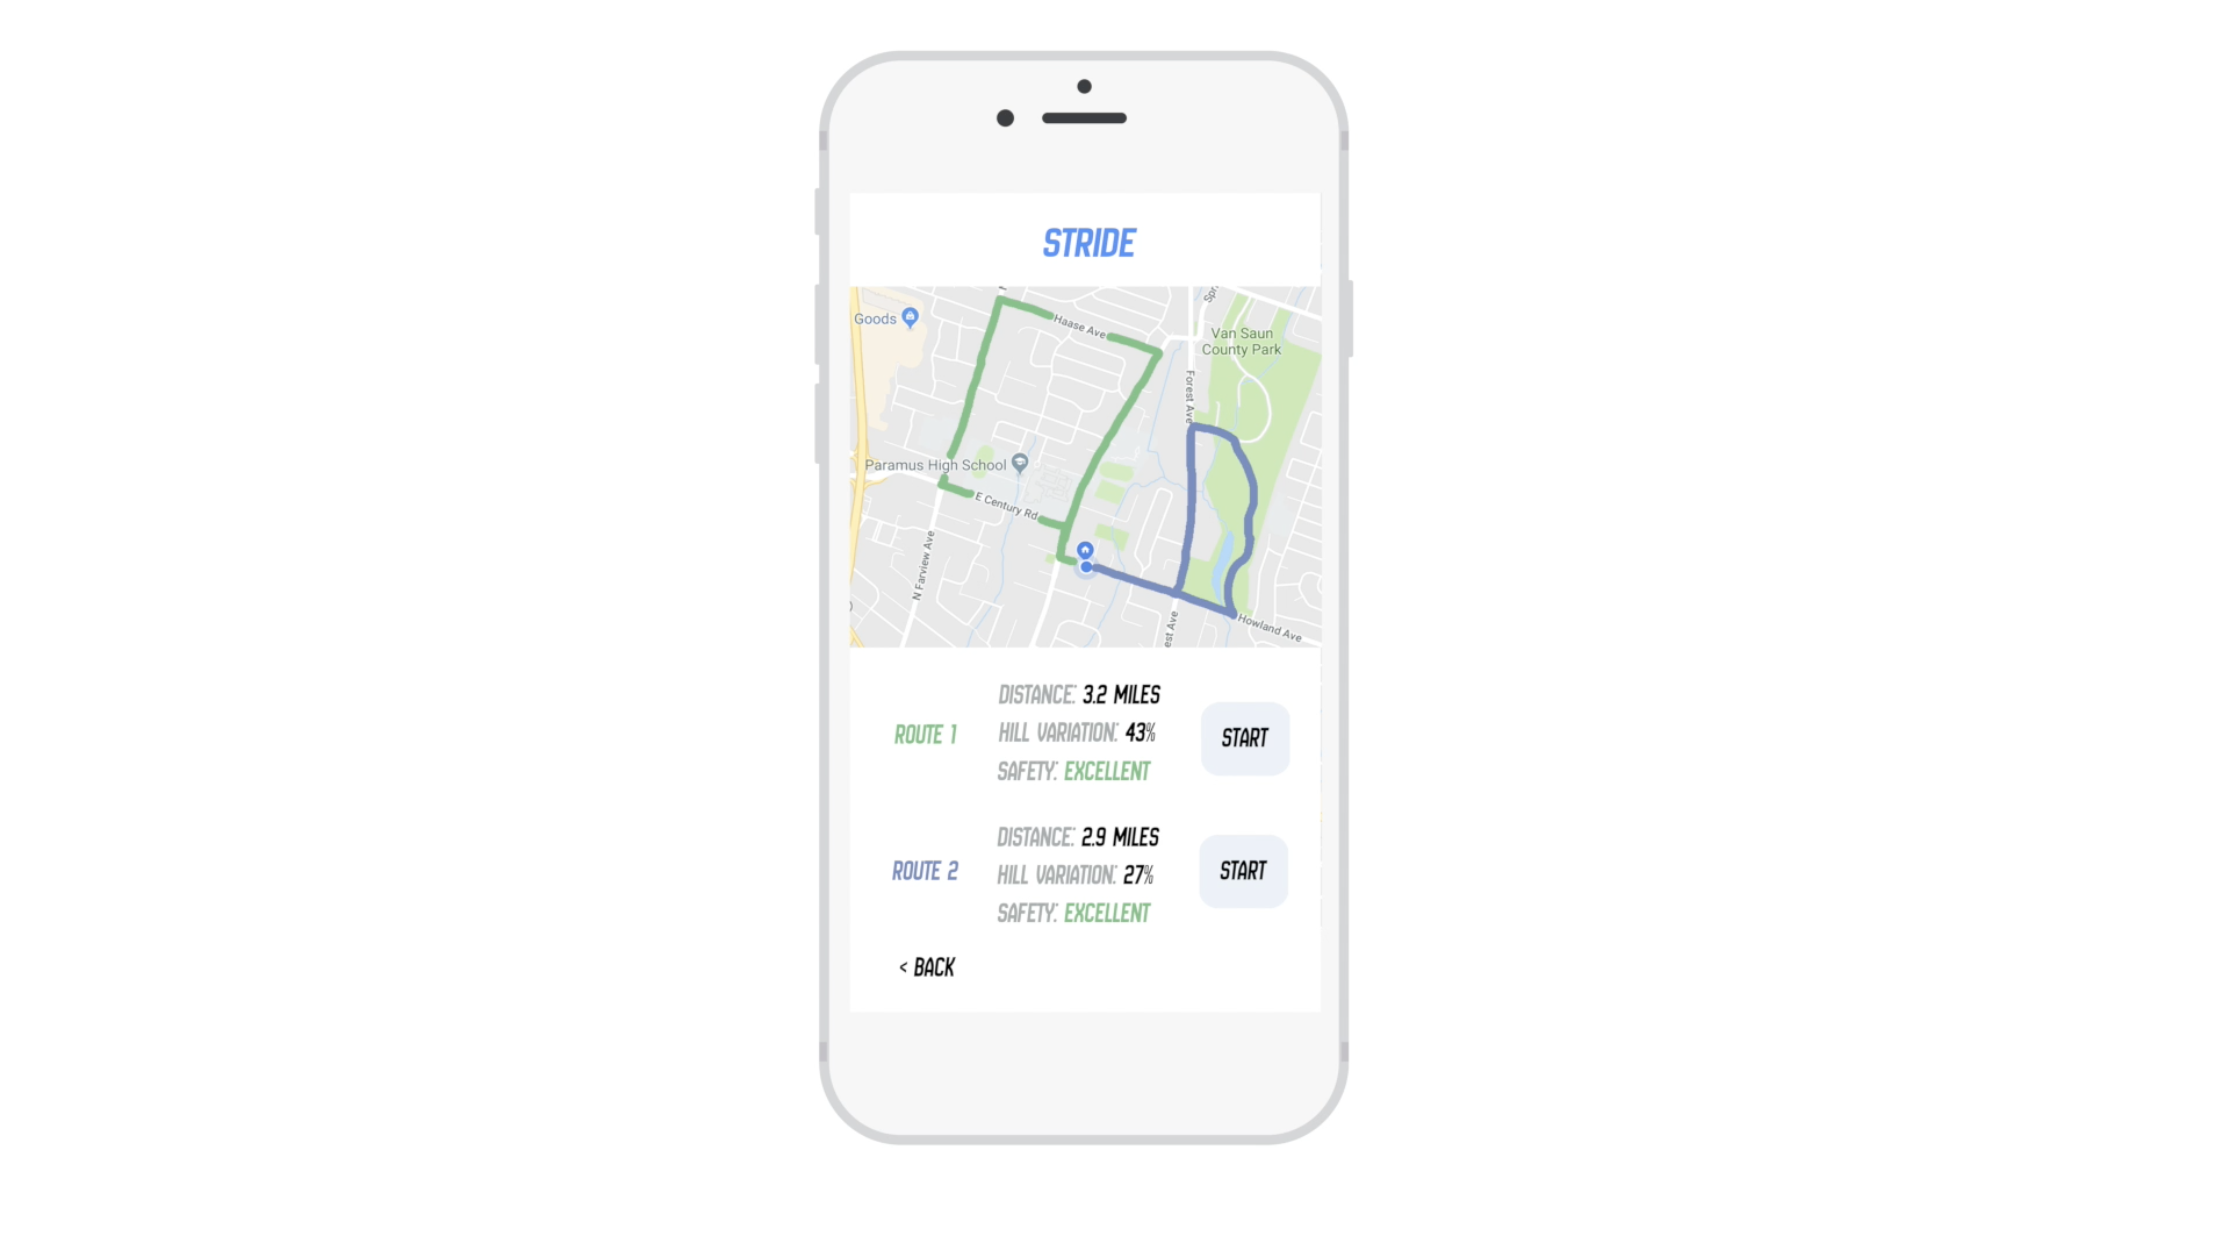 STRIDE
Goods
Haase Ave
Van Saun
County Park
Forest Ave
Paramus High School
E Century Rd
N Farview Ave
Howland Ave
DISTANCE: 3.2 MILES
ROUTE 1
HILL VARIATION: 43%
START
SAFETY: EXCELLENT
DISTANCE: 2.9 MILES
ROUTE 2
HILL VARIATION: 27%
START
SAFETY: EXCELLENT
< BACK